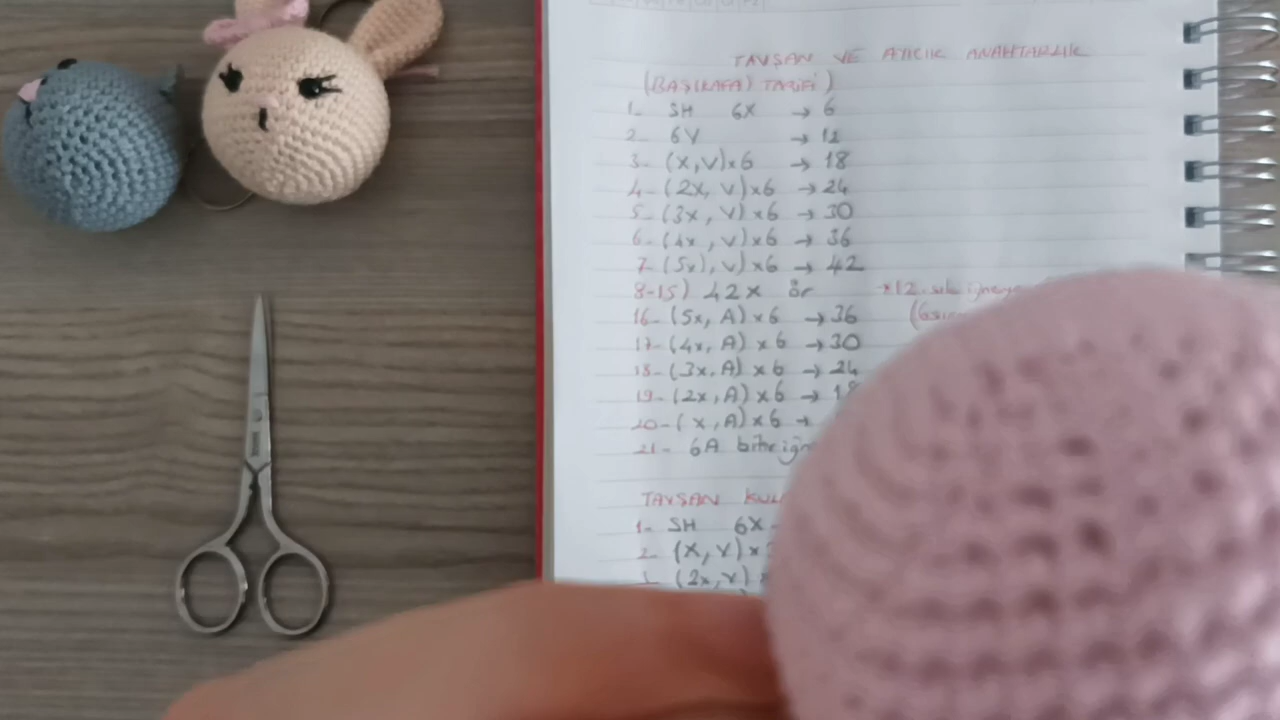 TAVŞAN VE ATICIK ANAHTARLIK
(BAŞ(KAFA) TARİFİ)
1- SH 6X → 6
2- 6V → 12
3- (X,V)x6 → 18
4- (2x, V)x6 → 24
5- (3x, V)x6 → 30
6- (4x, V)x6 → 36
7- (5x), V)x6 → 42
8-15) 42x ör
16- (5x, A)x6 → 36
17- (4x, A)x6 → 30
18- (3x, A)x6 → 24
19- (2x, A)x6 →
20- (x, A)x6 →
21- 6A
TAVŞAN
1- SH 6X
2- (X, V)x
3- (2x, V)